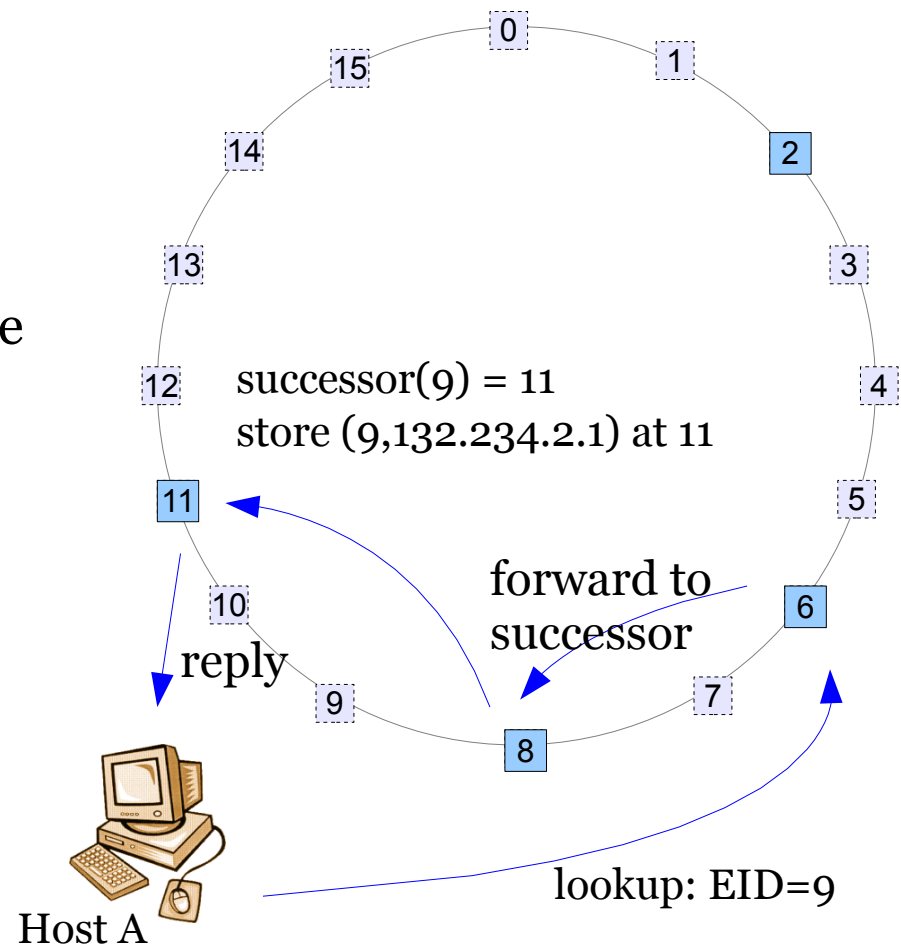 0
15
1
14
2
13
3
e
12
successor(9) = 11
4
store (9,132.234.2.1) at 11
11
5
forward to
successor
10
6
reply
9
7
8
lookup: EID=9
Host A